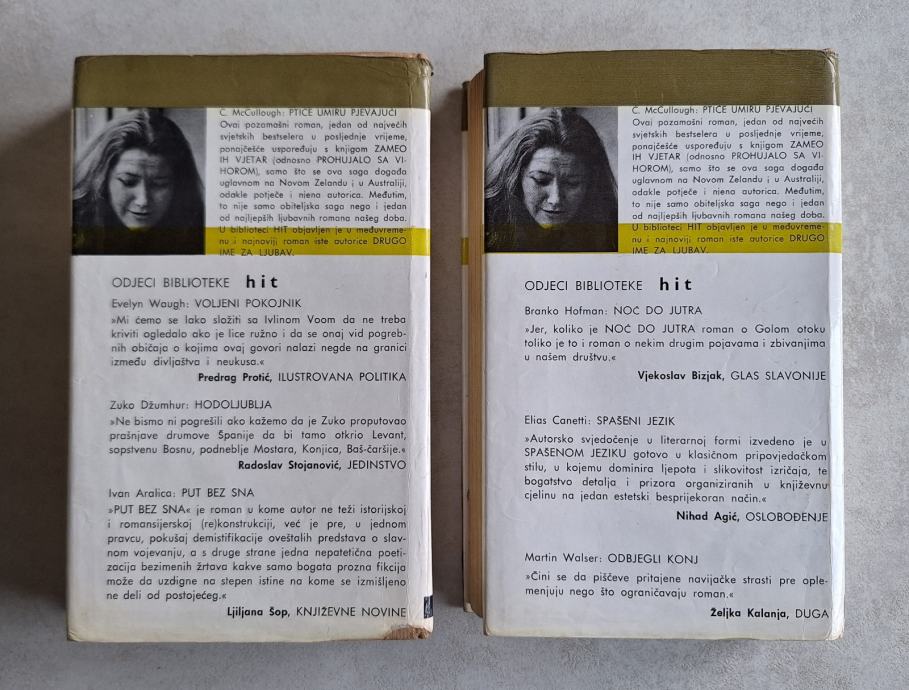 C. McCullough: PTICE UMIRU PJEVAJUĆI
Ovaj pozamašni roman, jedan od najvećih
svjetskih bestselera u posljednje vrijeme,
ponajčešće uspoređuju s knjigom ZAMEO
IH VJETAR (odnosno PROHUJALO SA VI-
HOROM), samo što se ova saga događa
uglavnom na Novom Zelandu i u Australiji,
odakle potječe i njena autorica. Međutim,
to nije samo obiteljska saga nego i jedan
od najljepših ljubavnih romana našeg doba.
U biblioteci HIT objavljen je u međuvreme-
nu i najnoviji roman iste autorice DRUGO
IME ZA LJUBAV.
ODJECI BIBLIOTEKE hit
Evelyn Waugh: VOLJENI POKOJNIK
»Mi ćemo se lako složiti sa Ivlinom Voom da ne treba
kriviti ogledalo ako je lice ružno i da se onaj vid pogreb-
nih običaja o kojima ovaj govori nalazi negde na granici
između divljaštva i neukusa.«
Predrag Protić, ILUSTROVANA POLITIKA
Zuko Džumhur: HODOLJUBLJA
»Ne bismo ni pogrešili ako kažemo da je Zuko proputovao
prašnjave drumove Španije da bi tamo otkrio Levant,
sopstvenu Bosnu, podneblje Mostara, Konjica, Baš-čaršije.«
Radoslav Stojanović, JEDINSTVO
Ivan Aralica: PUT BEZ SNA
»PUT BEZ SNA« je roman u kome autor ne teži istorijskoj
i romansijerskoj (re)konstrukciji, već je pre, u jednom
pravcu, pokušaj demistifikacije oveštalih predstava o slav-
nom vojevanju, a s druge strane jedna nepatetična poeti-
zacija bezimenih žrtava kakve samo bogata prozna fikcija
može da uzdigne na stepen istine na kome se izmišljeno
ne deli od postojećeg.«
Ljiljana Šop, KNJIŽEVNE NOVINE
C. McCullough: PTICE UMIRU PJEVAJUĆI
Ovaj pozamašni roman, jedan od najvećih
svjetskih bestselera u posljednje vrijeme,
ponajčešće uspoređuju s knjigom ZAMEO
IH VJETAR (odnosno PROHUJALO SA VI-
HOROM), samo što se ova saga događa
uglavnom na Novom Zelandu i u Australiji,
odakle potječe i njena autorica. Međutim,
to nije samo obiteljska saga nego i jedan
od najljepših ljubavnih romana našeg doba.
U biblioteci HIT objavljen je u međuvreme-
nu i najnoviji roman iste autorice DRUGO
IME ZA LJUBAV.
ODJECI BIBLIOTEKE hit
Branko Hofman: NOĆ DO JUTRA
»Jer, koliko je NOĆ DO JUTRA roman o Golom otoku
toliko je to i roman o nekim drugim pojavama i zbivanjima
u našem društvu.«
Vjekoslav Bizjak, GLAS SLAVONIJE
Elias Canetti: SPAŠENI JEZIK
»Autorsko svjedočenje u literarnoj formi izvedeno je u
SPAŠENOM JEZIKU gotovo u klasičnom pripovjedačkom
stilu, u kojemu dominira ljepota i slikovitost izričaja, te
bogatstvo detalja i prizora organiziranih u književnu
cjelinu na jedan estetski besprijekoran način.«
Nihad Agić, OSLOBOĐENJE
Martin Walser: ODBJEGLI KONJ
»Čini se da piščeve pritajene navijačke strasti pre ople-
menjuju nego što ograničavaju roman.«
Željka Kalanja, DUGA